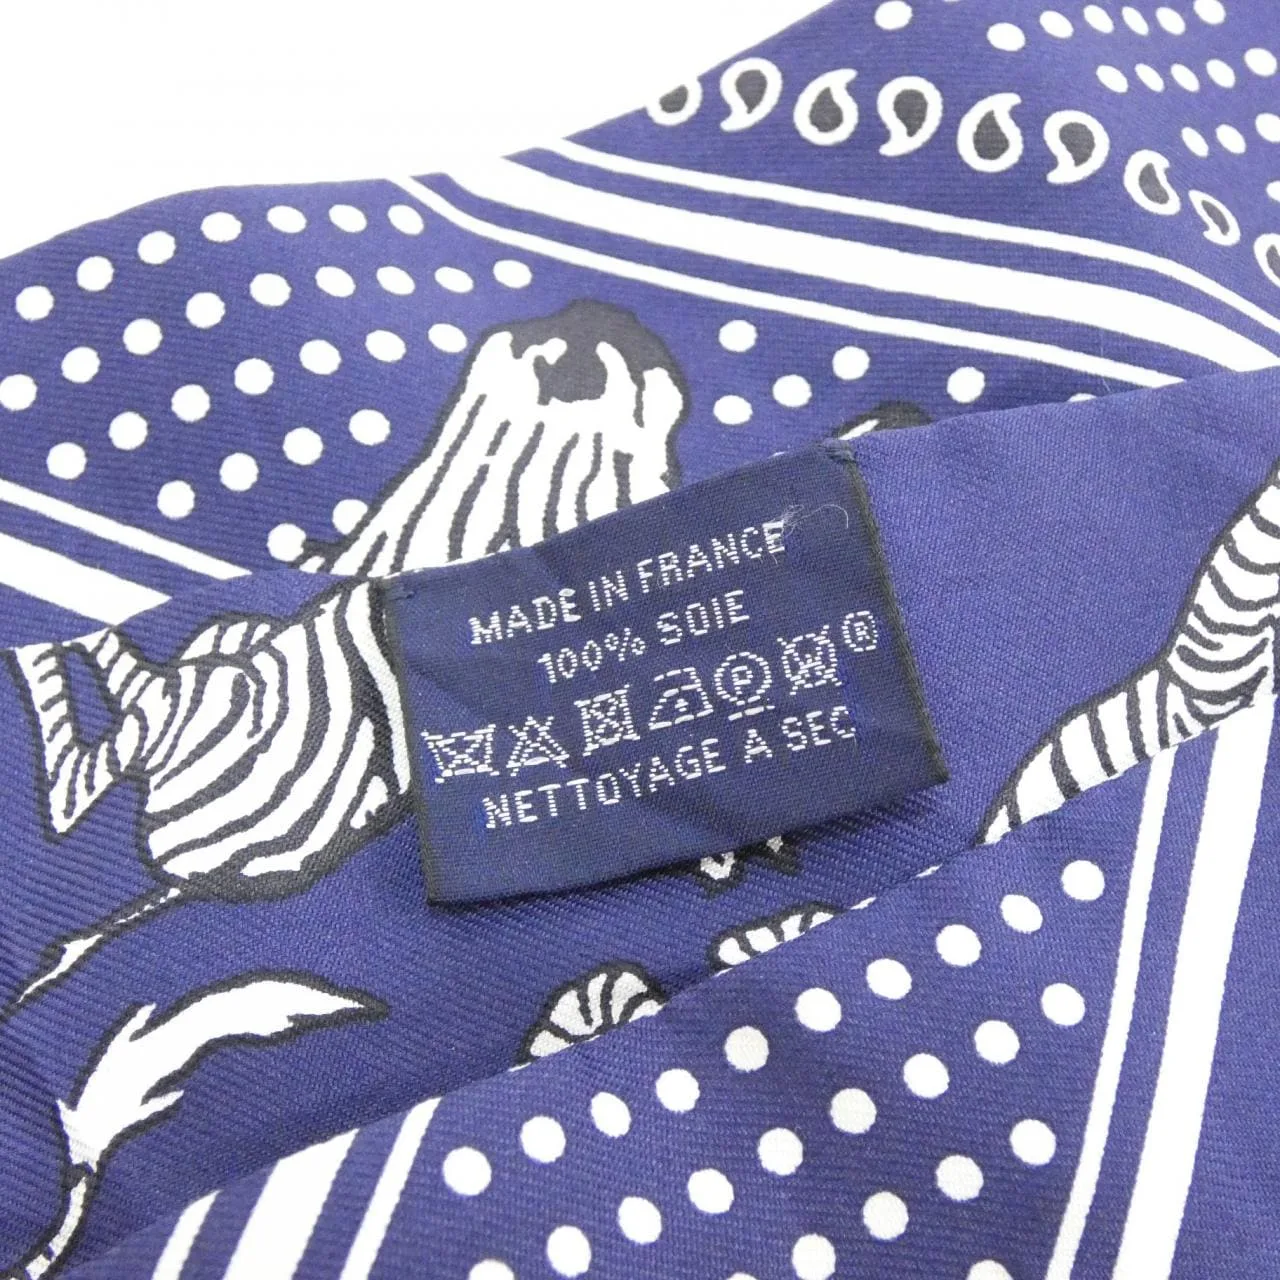 MADE IN FRANCE
100% SOIE
P W ®
NETTOYAGE A SEC